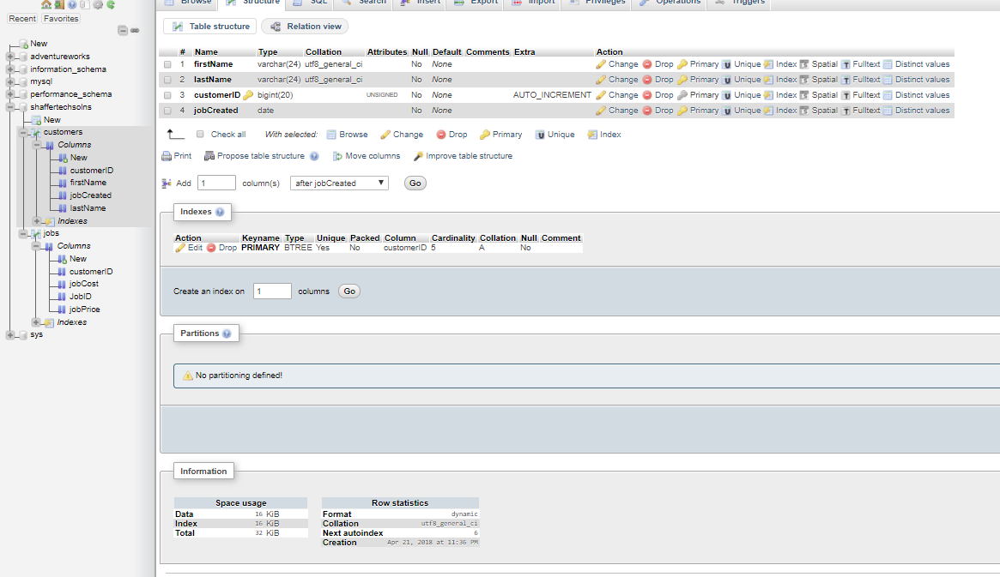 Browse Structure SQL Search Insert Export Import Privileges Operations Triggers
Recent Favorites
New
adventureworks
information_schema
mysql
performance_schema
shaffertechsolns
New
customers
Columns
New
customerID
firstName
jobCreated
lastName
Indexes
jobs
Columns
New
customerID
jobCost
JobID
jobPrice
Indexes
sys
Table structure Relation view
# Name Type Collation Attributes Null Default Comments Extra Action
1 firstName varchar(24) utf8_general_ci No None Change Drop Primary Unique Index Spatial Fulltext Distinct values
2 lastName varchar(24) utf8_general_ci No None Change Drop Primary Unique Index Spatial Fulltext Distinct values
3 customerID bigint(20) UNSIGNED No None AUTO_INCREMENT Change Drop Primary Unique Index Spatial Fulltext Distinct values
4 jobCreated date No None Change Drop Primary Unique Index Spatial Fulltext Distinct values
Check all With selected: Browse Change Drop Primary Unique Index
Print Propose table structure Move columns Improve table structure
Add 1 column(s) after jobCreated Go
Indexes
Action Keyname Type Unique Packed Column Cardinality Collation Null Comment
Edit Drop PRIMARY BTREE Yes No customerID 5 A No
Create an index on 1 columns Go
Partitions
No partitioning defined!
Information
Space usage
Data 16 KiB
Index 16 KiB
Total 32 KiB
Row statistics
Format dynamic
Collation utf8_general_ci
Next autoindex 6
Creation Apr 21, 2018 at 11:36 PM